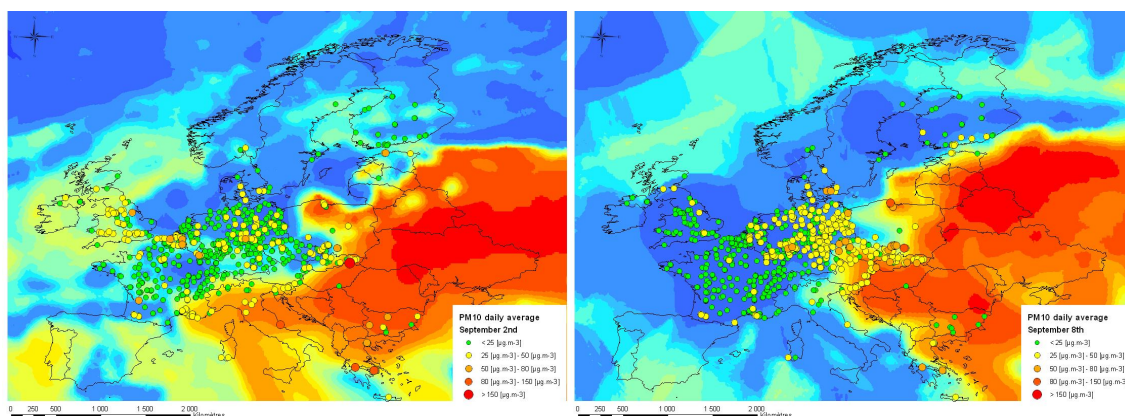 PM10 daily average
September 2nd
< 25 [µg.m-3]
25 [µg.m-3] - 50 [µg.m-3]
50 [µg.m-3] - 80 [µg.m-3]
80 [µg.m-3] - 150 [µg.m-3]
> 150 [µg.m-3]
0 250 500 1 000 1 500 2 000
Kilomètres
PM10 daily average
September 8th
< 25 [µg.m-3]
25 [µg.m-3] - 50 [µg.m-3]
50 [µg.m-3] - 80 [µg.m-3]
80 [µg.m-3] - 150 [µg.m-3]
> 150 [µg.m-3]
0 250 500 1 000 1 500 2 000
Kilomètres